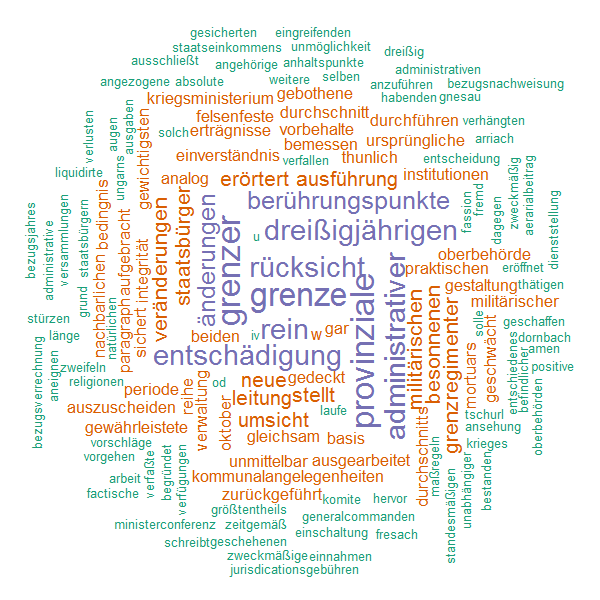 gesicherten
eingreifenden
staatseinkommens
unmöglichkeit
dreißig
ausschließt
angehörige
anhaltspunkte
administrativen
angezogene
absolute
weitere
selben
anzuführen
bezugsnachweisung
kriegsministerium
gebothene
habenden
gnesau
felsenfeste
durchschnitt
durchführen
verhängten
solch
erträgnisse
vorbehalte
bemessen
ursprüngliche
arriach
einverständnis
verfallen
thunlich
entscheidung
liquidirte
analog
erörtert
ausführung
institutionen
verlusten
augen
ausgaben
gewichtigsten
ungarns
bedingnis
nachbarlichen
aufgebracht
paragraph
integrität
sichert
natürlichen
grund
staatsbürgern
versammlungen
administrative
bezugsjahres
veränderungen
staatsbürger
änderungen
grenzer
berührungspunkte
dreißigjährigen
rücksicht
grenze
u
rein
iv
w
gar
entschädigung
provinziale
administrativer
militärischen
besonnenen
grenzregimenter
mortuars
geschwächt
solle
fassion
fremd
dagegen
zweckmäßig
aerarialbeitrag
dienststellung
oberbehörde
praktischen
eröffnet
gestaltung
thätigen
militärischer
geschaffen
dornbach
amen
positive
entschiedenes
befindlicher
oberbehörden
stürzen
länge
beiden
zweifeln
religionen
bezugsverrechnung
aneignen
periode
reihe
verwaltung
od
neue
gedeckt
leitung
stellt
laufe
auszuscheiden
umsicht
gewährleistete
oktober
gleichsam
basis
durchschnitts
tschurl
ansehung
krieges
vorschläge
vorgehen
unmittelbar
ausgearbeitet
maßregeln
standesmäßigen
unabhängiger
bestanden
arbeit
factische
verfaßte
begründet
verfügungen
kommunalangelegenheiten
zurückgeführt
komite
hervor
größtentheils
generalcommanden
ministerconferenz
zeitgemäß
einschaltung
fresach
schreibt
geschehenen
zweckmäßige
einnahmen
jurisdicationsgebühren